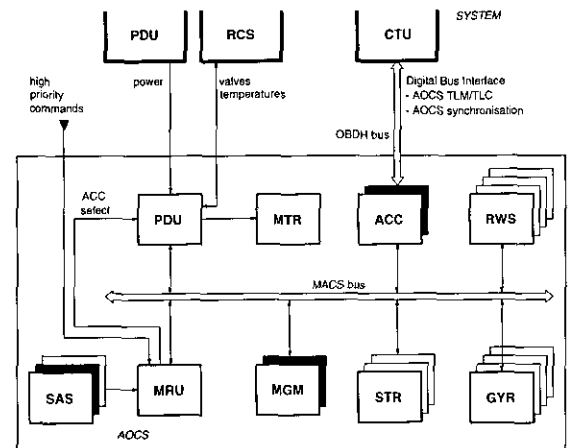 SYSTEM
PDU
RCS
CTU
high
priority
commands
power
valves
temperatures
Digital Bus Interface
- AOCS TLM/TLC
- AOCS synchronisation
OBDH bus
ACC
select
PDU
MTR
ACC
RWS
MACS bus
SAS
MRU
MGM
STR
GYR
AOCS